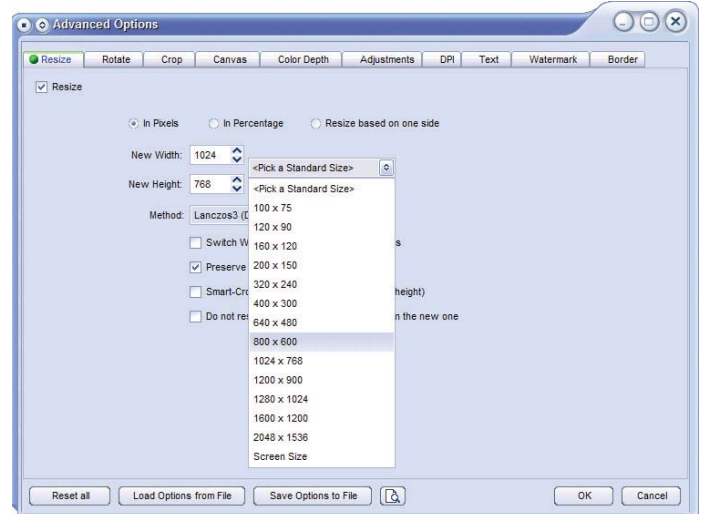 Advanced Options
Resize Rotate Crop Canvas Color Depth Adjustments DPI Text Watermark Border
Resize
In Pixels In Percentage Resize based on one side
New Width: 1024
<Pick a Standard Size>
New Height: 768
<Pick a Standard Size>
100 x 75
Method: Lanczos3 (
120 x 90
Switch W s
160 x 120
Preserve
200 x 150
320 x 240
Smart-Cro height)
400 x 300
Do not res n the new one
640 x 480
800 x 600
1024 x 768
1200 x 900
1280 x 1024
1600 x 1200
2048 x 1536
Screen Size
Reset all Load Options from File Save Options to File OK Cancel